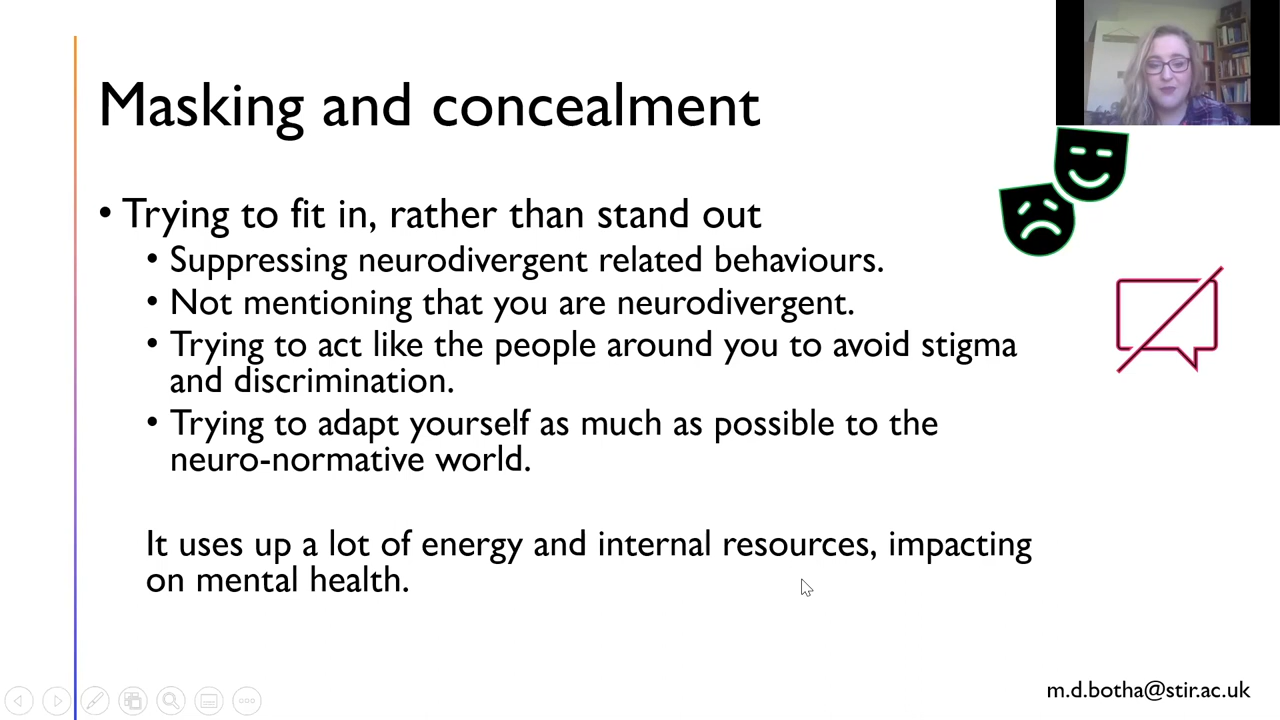 Masking and concealment
• Trying to fit in, rather than stand out
• Suppressing neurodivergent related behaviours.
• Not mentioning that you are neurodivergent.
• Trying to act like the people around you to avoid stigma
and discrimination.
• Trying to adapt yourself as much as possible to the
neuro-normative world.
It uses up a lot of energy and internal resources, impacting
on mental health.
m.d.botha@stir.ac.uk